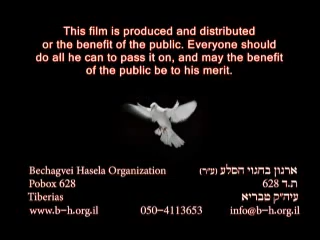 This film is produced and distributed
or the benefit of the public. Everyone should
do all he can to pass it on, and may the benefit
of the public be to his merit.
Bechagvei Hasela Organization ארגון בחגוי הסלע (ע"ר)
Pobox 628 ת.ד 628
Tiberias עיה"ק טבריא
www.b-h.org.il 050-4113653 info@b-h.org.il